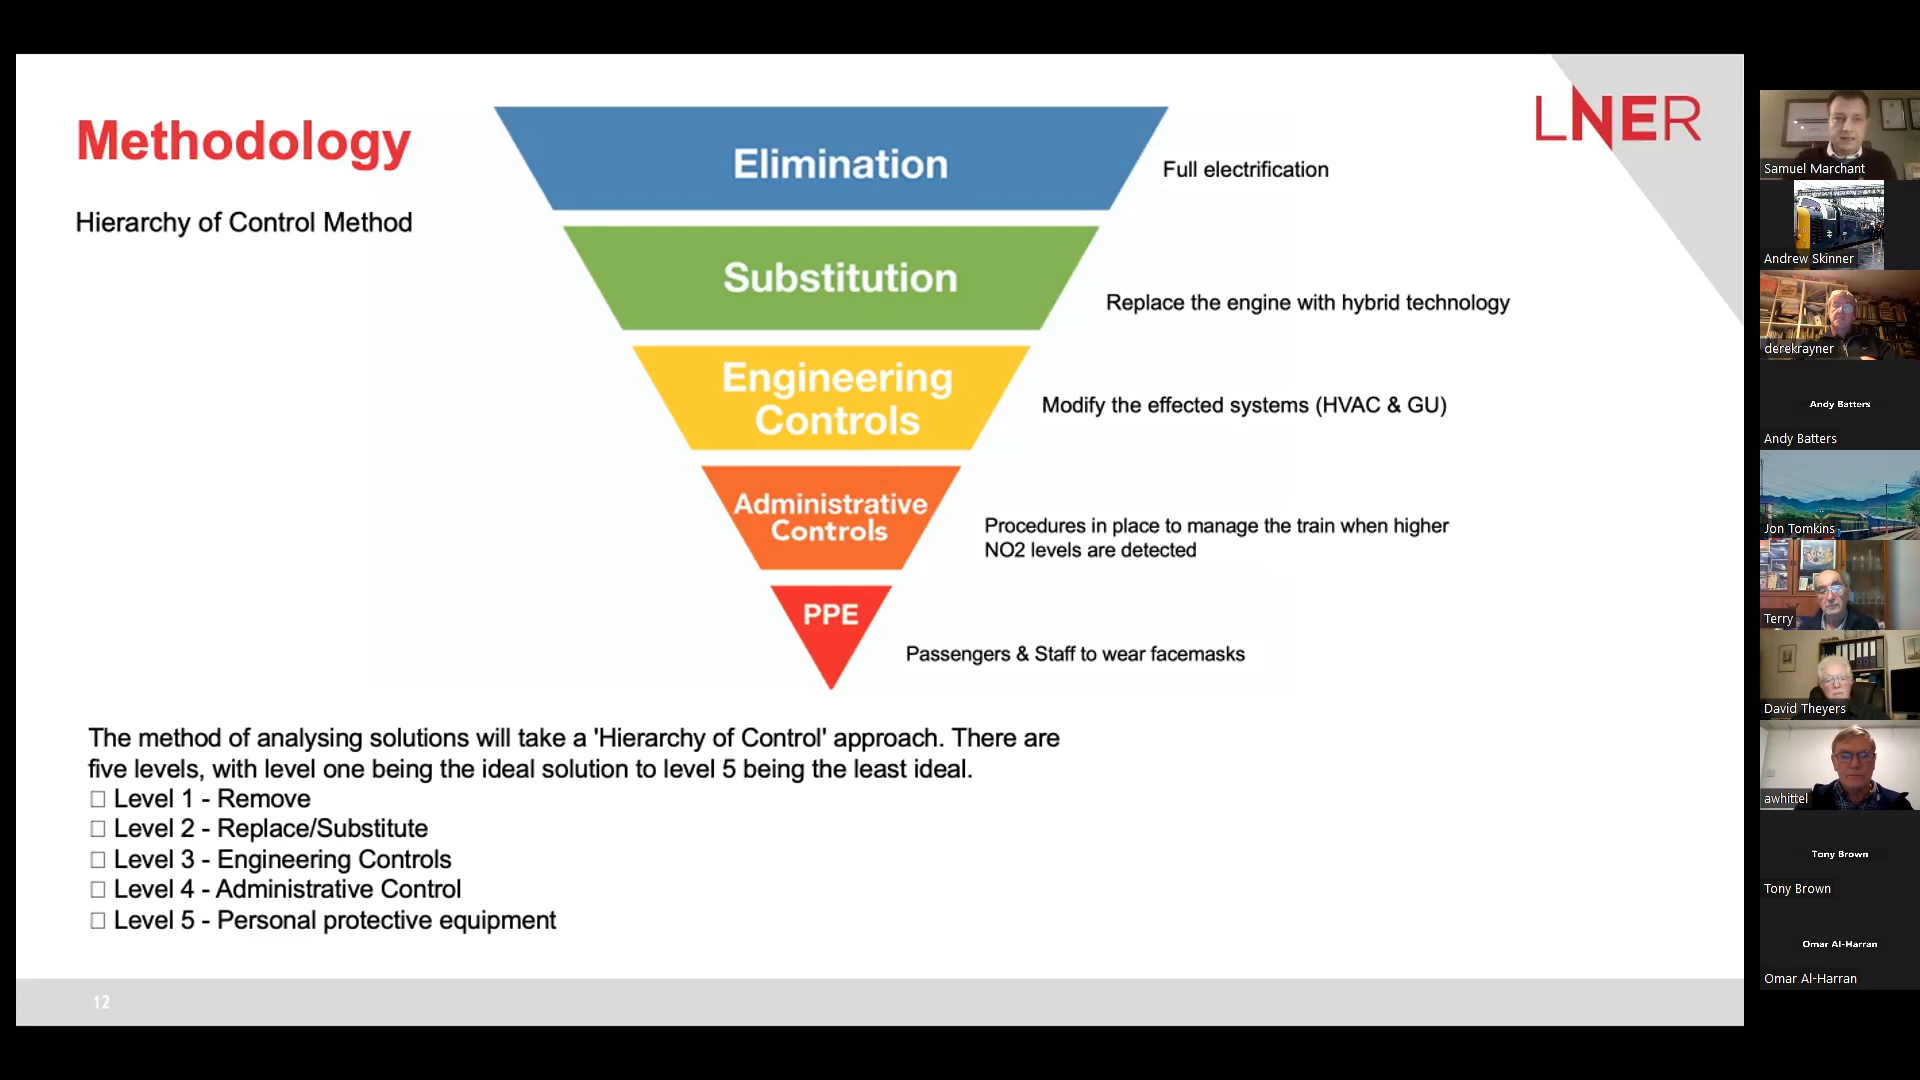 Methodology
Hierarchy of Control Method
LNER
Elimination
Full electrification
Substitution
Replace the engine with hybrid technology
Engineering
Controls
Modify the effected systems (HVAC & GU)
Administrative
Controls
Procedures in place to manage the train when higher
NO2 levels are detected
PPE
Passengers & Staff to wear facemasks
The method of analysing solutions will take a 'Hierarchy of Control' approach. There are
five levels, with level one being the ideal solution to level 5 being the least ideal.
□ Level 1 - Remove
□ Level 2 - Replace/Substitute
□ Level 3 - Engineering Controls
□ Level 4 - Administrative Control
□ Level 5 - Personal protective equipment
12
Samuel Marchant
Andrew Skinner
derekrayner
Andy Batters
Andy Batters
Jon Tomkins
Terry
David Theyers
awhittel
Tony Brown
Tony Brown
Omar Al-Harran
Omar Al-Harran